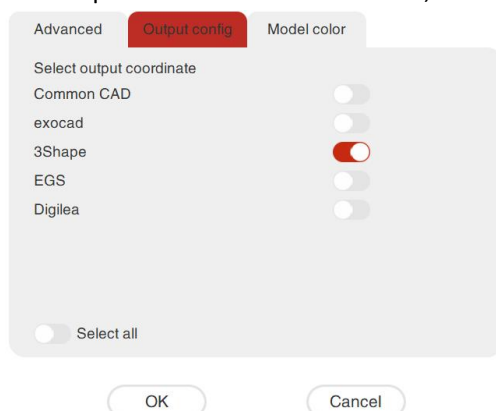 Advanced Output config Model color
Select output coordinate
Common CAD
exocad
3Shape
EGS
Digilea
Select all
OK Cancel